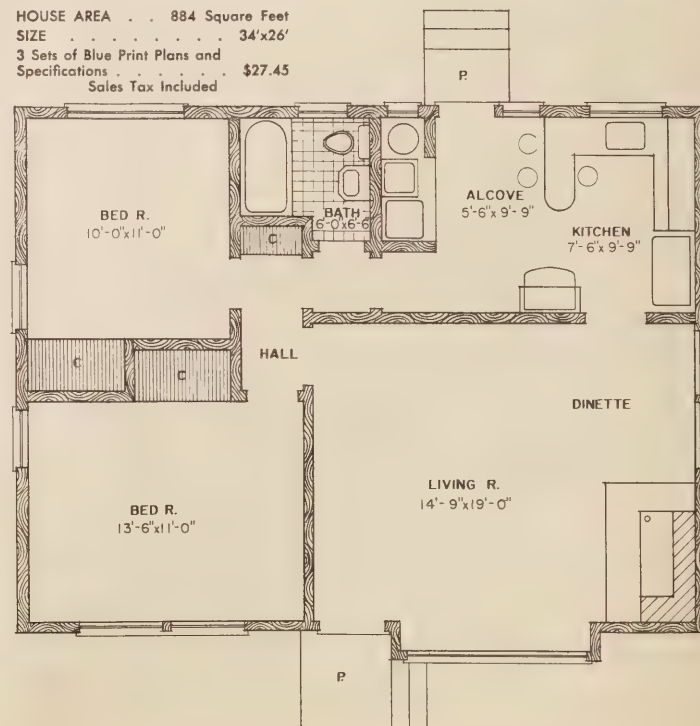 HOUSE AREA . . 884 Square Feet
SIZE . . . . . . . . 34'x26'
3 Sets of Blue Print Plans and
Specifications . . . . . $27.45
Sales Tax Included
P.
BED R.
10'-0"x11'-0"
BATH
6'-0"x6'-6"
ALCOVE
5'-6"x 9'-9"
KITCHEN
7'-6"x 9'-9"
C
HALL
C
C
DINETTE
BED R.
13'-6"x11'-0"
LIVING R.
14'-9"x19'-0"
P.